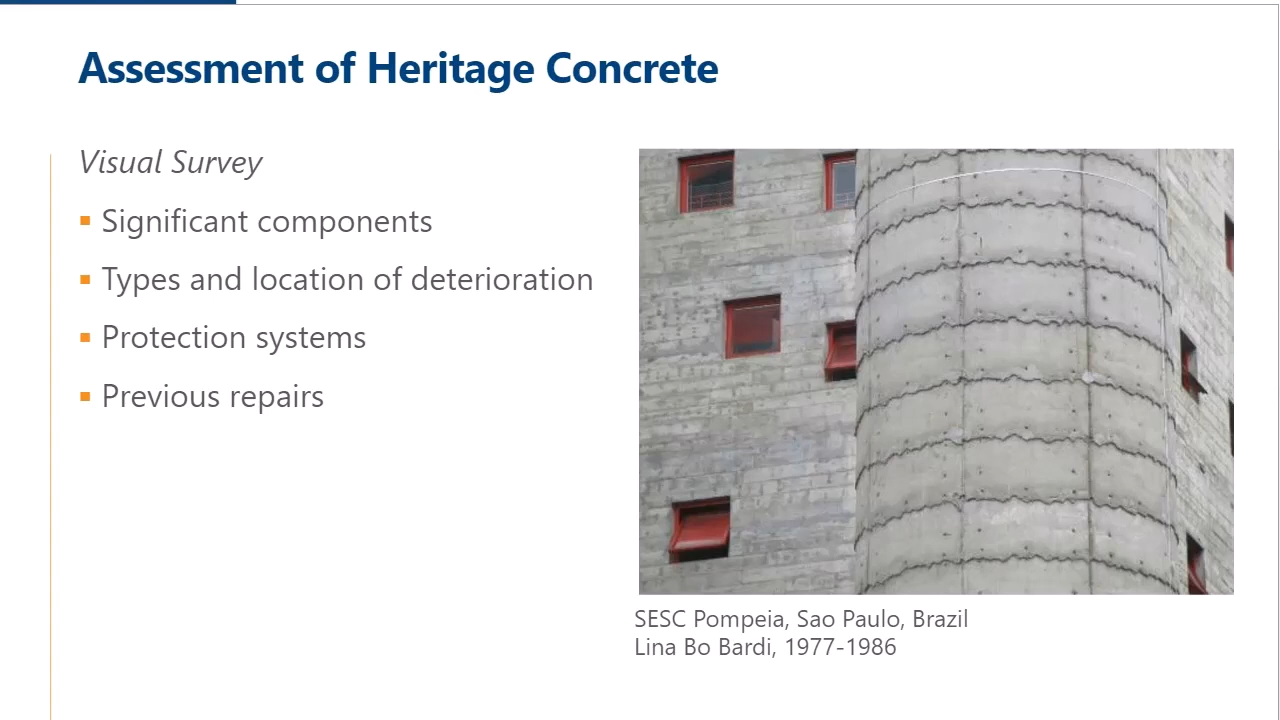 Assessment of Heritage Concrete
Visual Survey
Significant components
Types and location of deterioration
Protection systems
Previous repairs
SESC Pompeia, Sao Paulo, Brazil
Lina Bo Bardi, 1977-1986